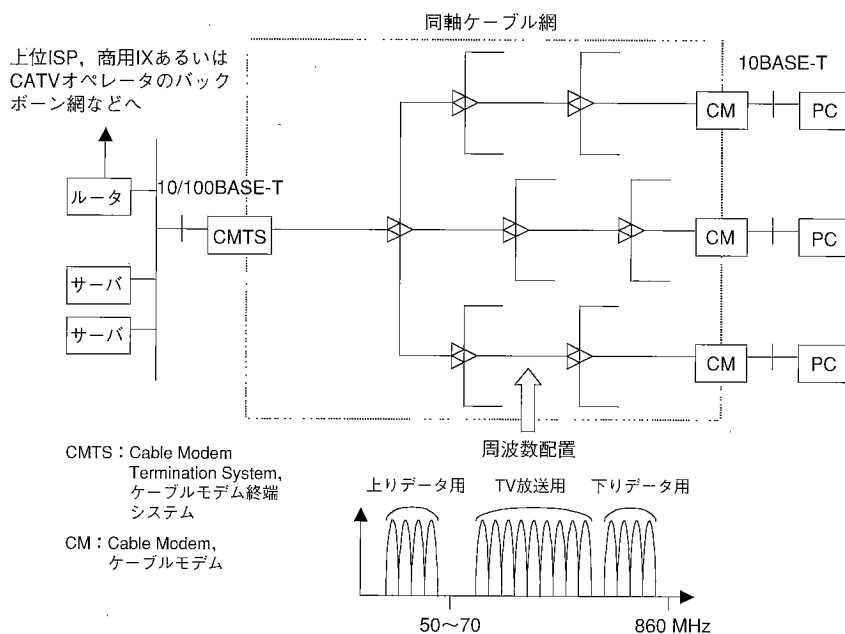 同軸ケーブル網
上位ISP，商用IXあるいは
CATVオペレータのバック
ボーン網などへ
10BASE-T
CM
PC
10/100BASE-T
ルータ
CMTS
CM
PC
サーバ
サーバ
CM
PC
周波数配置
CMTS：Cable Modem
Termination System,
ケーブルモデム終端
システム
CM：Cable Modem,
ケーブルモデム
上りデータ用
TV放送用
下りデータ用
50～70
860 MHz